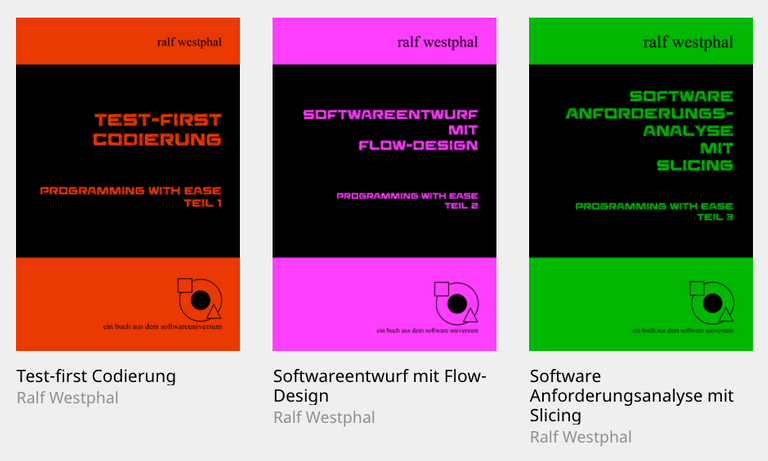 ralf westphal
TEST-FIRST
CODIERUNG
PROGRAMMING WITH EASE
TEIL 1
ein buch aus dem softwareuniversum
Test-first Codierung
Ralf Westphal
ralf westphal
SOFTWAREENTWURF
MIT
FLOW-DESIGN
PROGRAMMING WITH EASE
TEIL 2
ein buch aus dem software universum
Softwareentwurf mit Flow-
Design
Ralf Westphal
ralf westphal
SOFTWARE
ANFORDERUNGS-
ANALYSE
MIT
SLICING
PROGRAMMING WITH EASE
TEIL 3
ein buch aus dem software universum
Software
Anforderungsanalyse mit
Slicing
Ralf Westphal